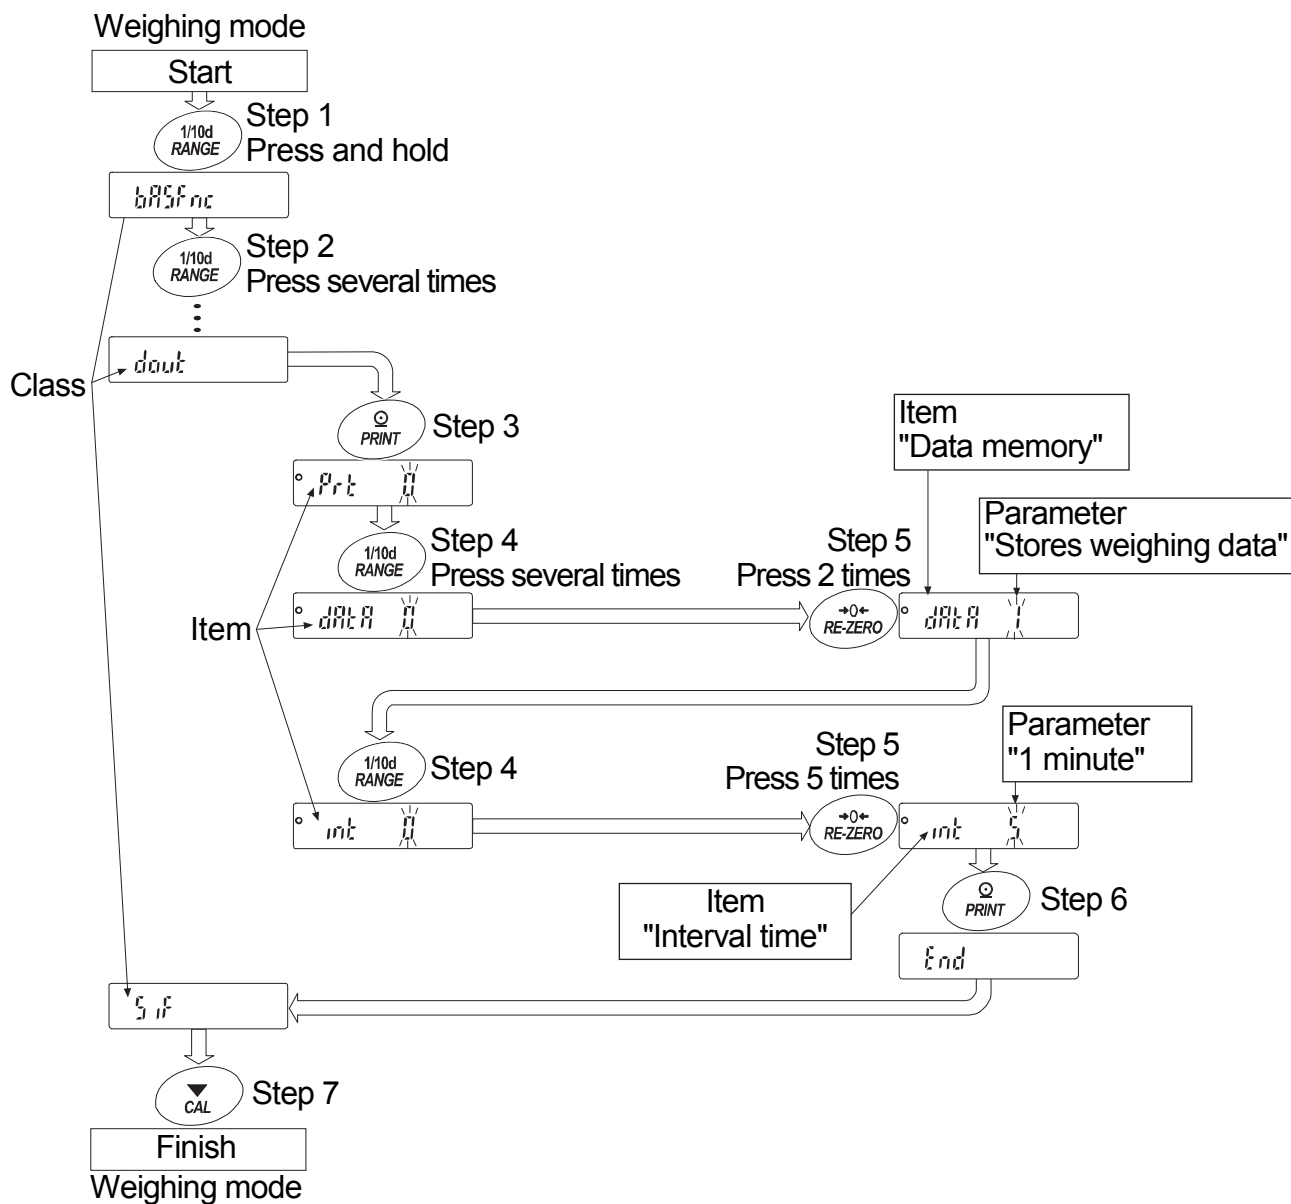 Weighing mode
Start
1/10d
RANGE
Step 1
Press and hold
bASFnc
1/10d
RANGE
Step 2
Press several times
dout
Class
PRINT
Step 3
Prt 0
1/10d
RANGE
Step 4
Press several times
dAtA 0
Item
Step 5
Press 2 times
→0←
RE-ZERO
Item
"Data memory"
Parameter
"Stores weighing data"
dAtA 1
1/10d
RANGE
Step 4
int 0
Step 5
Press 5 times
→0←
RE-ZERO
Parameter
"1 minute"
int 5
Item
"Interval time"
PRINT
Step 6
End
SiF
CAL
Step 7
Finish
Weighing mode